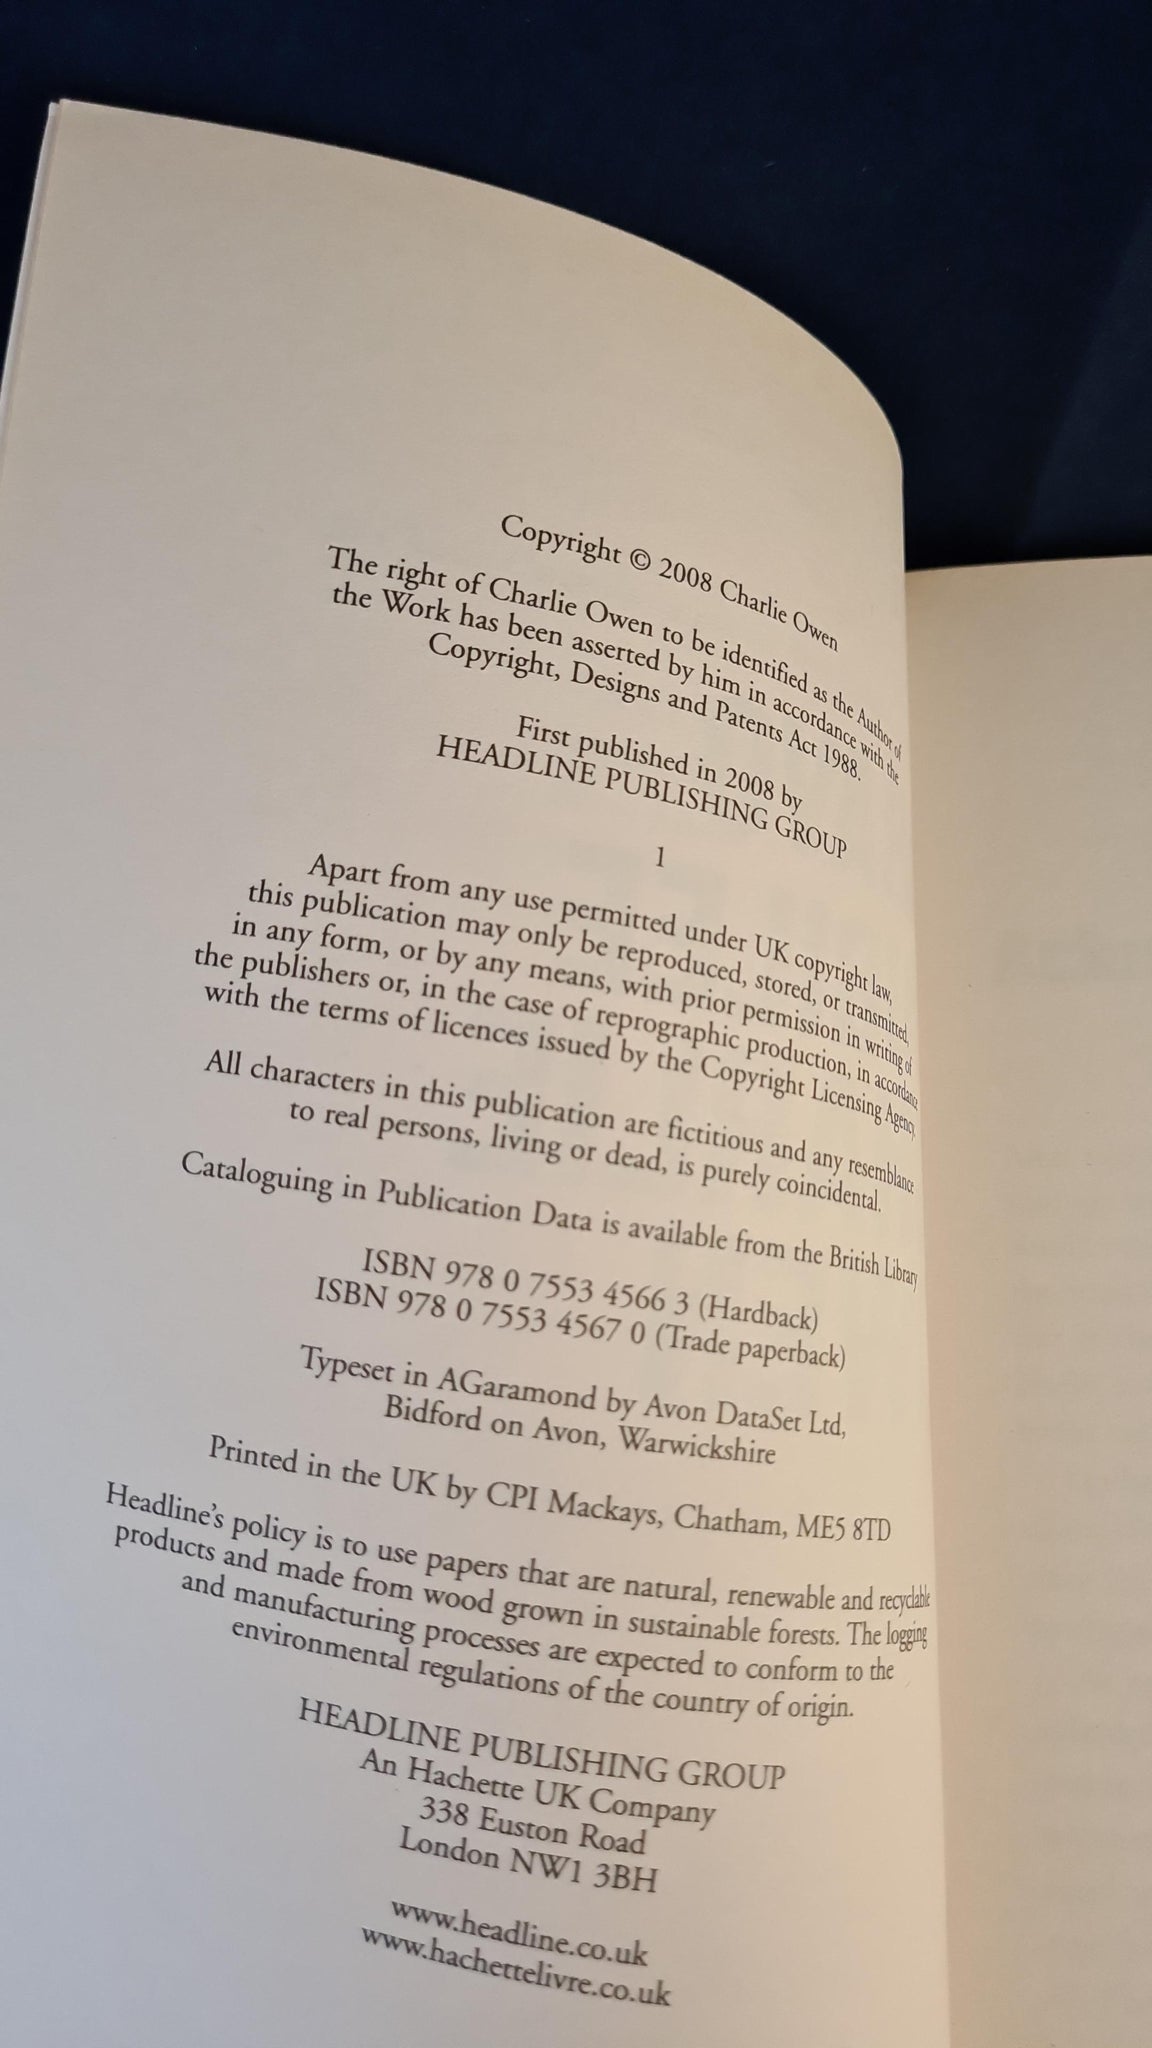 Copyright © 2008 Charlie Owen
The right of Charlie Owen to be identified as the Author of
the Work has been asserted by him in accordance with the
Copyright, Designs and Patents Act 1988.
First published in 2008 by
HEADLINE PUBLISHING GROUP
1
Apart from any use permitted under UK copyright law,
this publication may only be reproduced, stored, or transmitted,
in any form, or by any means, with prior permission in writing of
the publishers or, in the case of reprographic production, in accordance
with the terms of licences issued by the Copyright Licensing Agency.
All characters in this publication are fictitious and any resemblance
to real persons, living or dead, is purely coincidental.
Cataloguing in Publication Data is available from the British Library
ISBN 978 0 7553 4566 3 (Hardback)
ISBN 978 0 7553 4567 0 (Trade paperback)
Typeset in AGaramond by Avon DataSet Ltd,
Bidford on Avon, Warwickshire
Printed in the UK by CPI Mackays, Chatham, ME5 8TD
Headline's policy is to use papers that are natural, renewable and recyclable
products and made from wood grown in sustainable forests. The logging
and manufacturing processes are expected to conform to the
environmental regulations of the country of origin.
HEADLINE PUBLISHING GROUP
An Hachette UK Company
338 Euston Road
London NW1 3BH
www.headline.co.uk
www.hachettelivre.co.uk